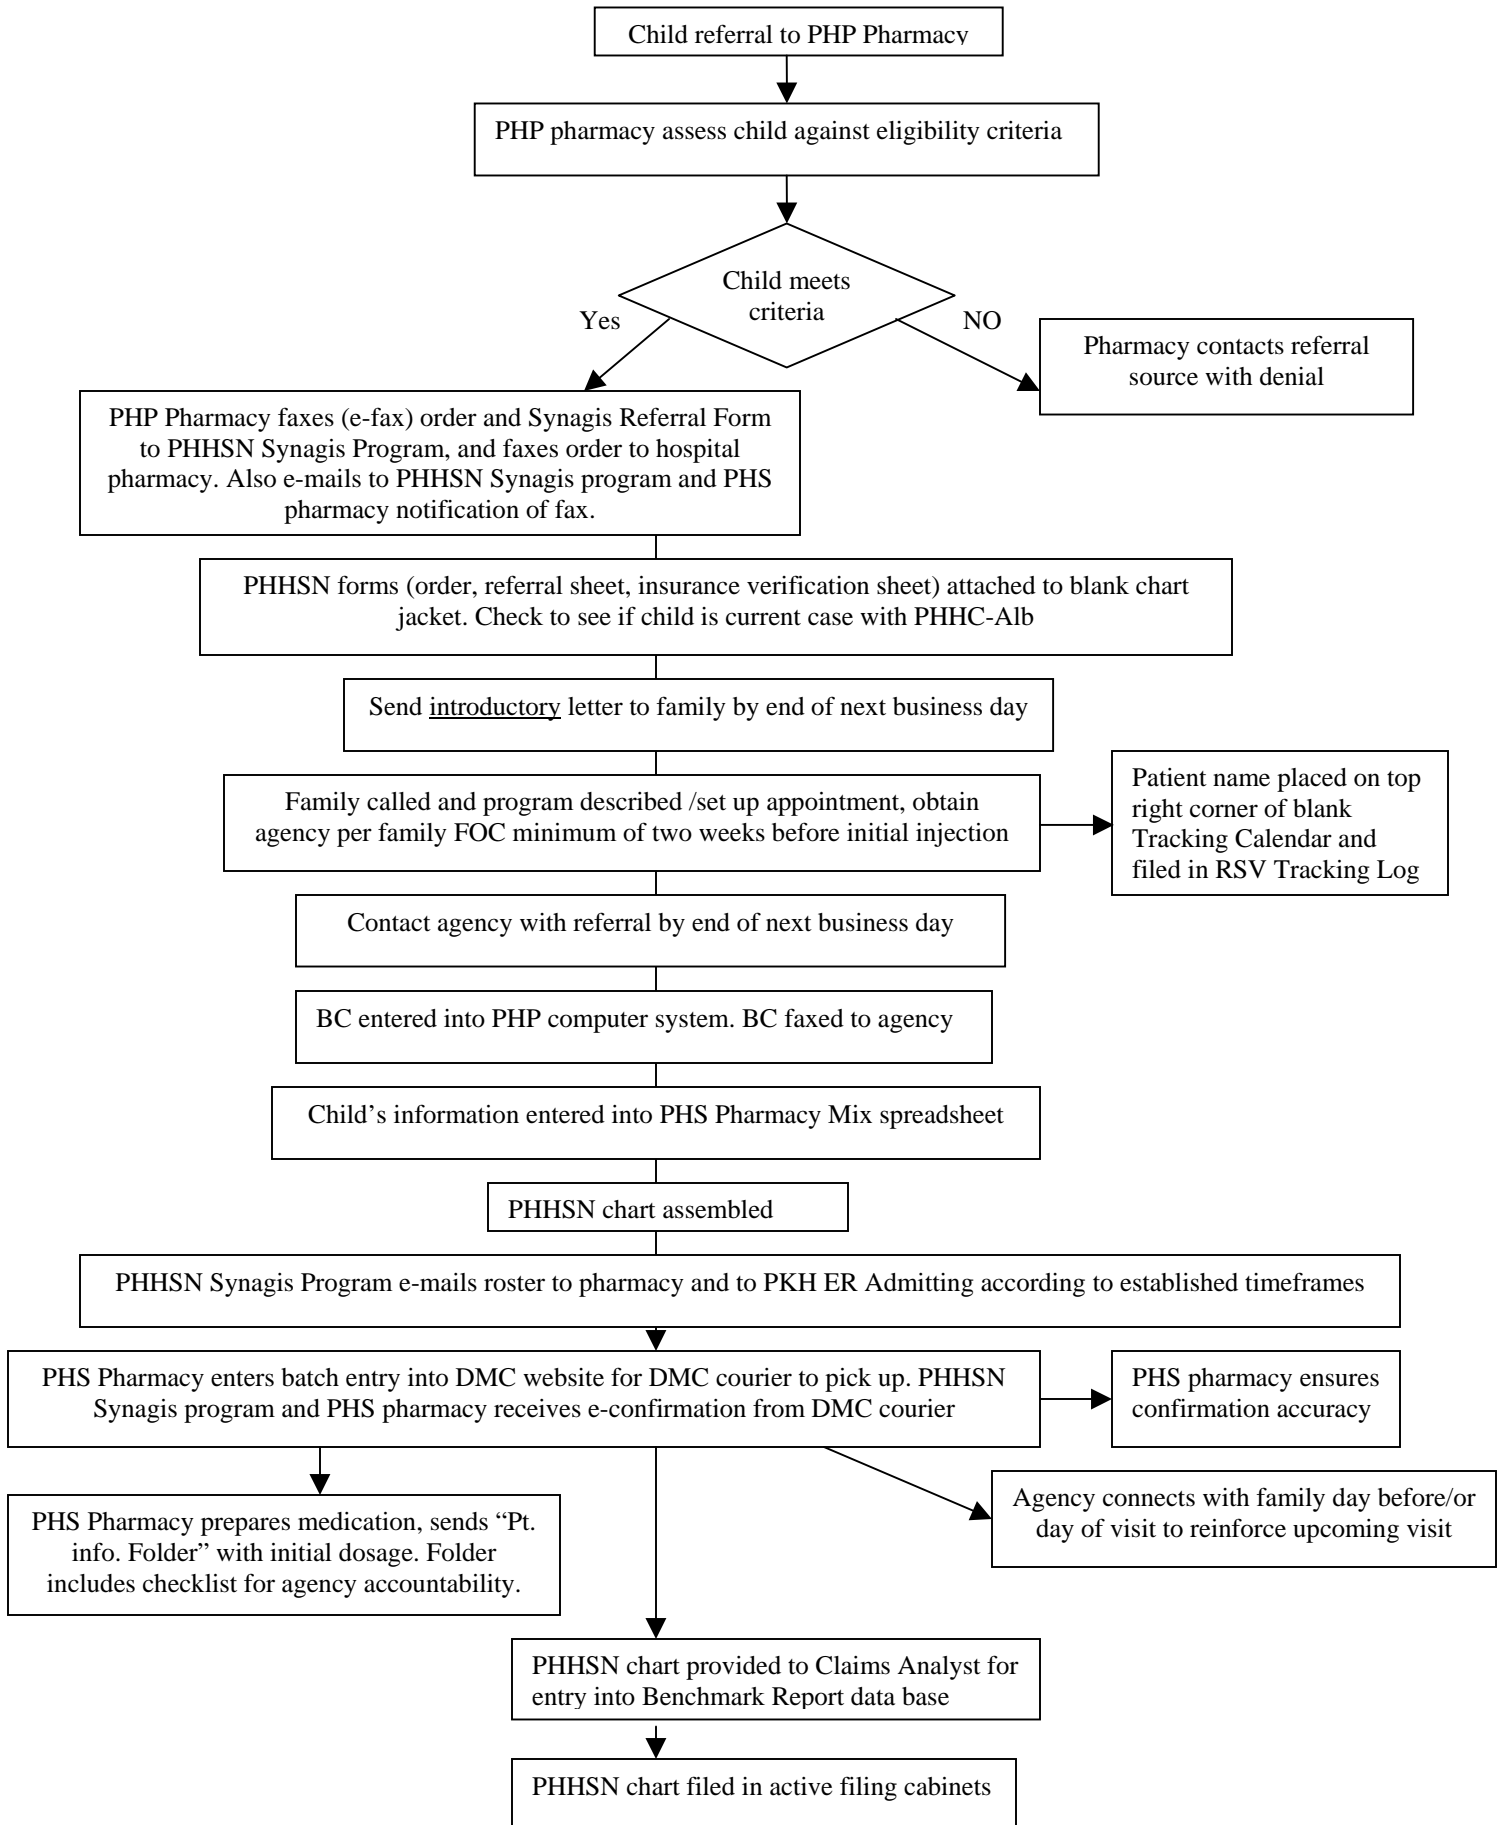 Child referral to PHP Pharmacy
PHP pharmacy assess child against eligibility criteria
Child meets
criteria
Yes
NO
Pharmacy contacts referral
source with denial
PHP Pharmacy faxes (e-fax) order and Synagis Referral Form
to PHHSN Synagis Program, and faxes order to hospital
pharmacy. Also e-mails to PHHSN Synagis program and PHS
pharmacy notification of fax.
PHHSN forms (order, referral sheet, insurance verification sheet) attached to blank chart
jacket. Check to see if child is current case with PHHC-Alb
Send introductory letter to family by end of next business day
Family called and program described /set up appointment, obtain
agency per family FOC minimum of two weeks before initial injection
Patient name placed on top
right corner of blank
Tracking Calendar and
filed in RSV Tracking Log
Contact agency with referral by end of next business day
BC entered into PHP computer system. BC faxed to agency
Child’s information entered into PHS Pharmacy Mix spreadsheet
PHHSN chart assembled
PHHSN Synagis Program e-mails roster to pharmacy and to PKH ER Admitting according to established timeframes
PHS Pharmacy enters batch entry into DMC website for DMC courier to pick up. PHHSN
Synagis program and PHS pharmacy receives e-confirmation from DMC courier
PHS pharmacy ensures
confirmation accuracy
Agency connects with family day before/or
day of visit to reinforce upcoming visit
PHS Pharmacy prepares medication, sends “Pt.
info. Folder” with initial dosage. Folder
includes checklist for agency accountability.
PHHSN chart provided to Claims Analyst for
entry into Benchmark Report data base
PHHSN chart filed in active filing cabinets